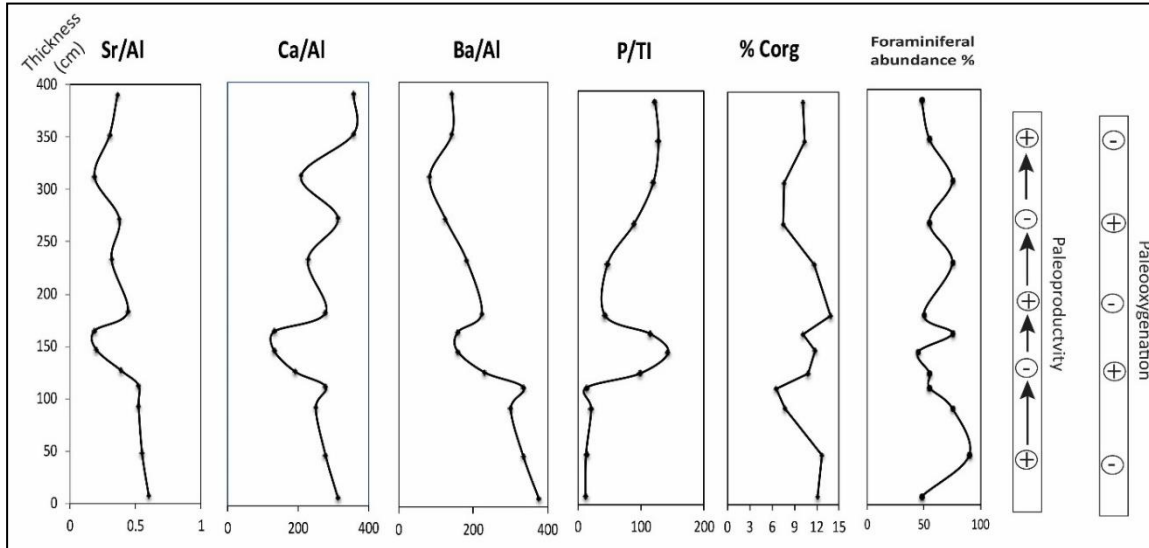 Thickness
(cm)
Sr/Al
Ca/Al
Ba/Al
P/TI
% Corg
Foraminiferal
abundance %
400
350
300
250
200
150
100
50
0
0 0.5 1
0 200 400
0 200 400
0 100 200
0 3 6 9 12 15
0 50 100
+
-
+
-
+
Paleoproductvity
-
+
-
+
-
Paleooxygenation